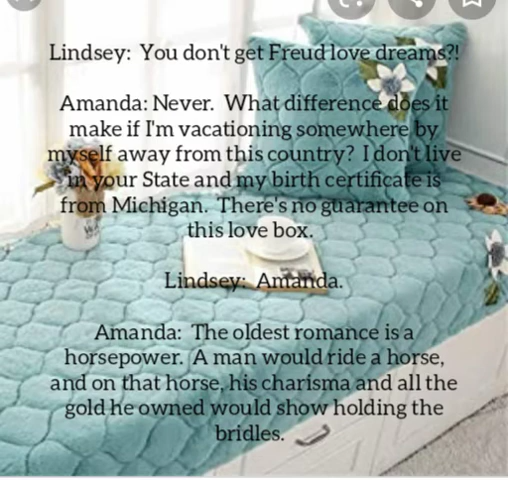 Lindsey:  You don't get Freud love dreams?!
Amanda: Never.  What difference does it
make if I'm vacationing somewhere by
myself away from this country?  I don't live
in your State and my birth certificate is
from Michigan.  There's no guarantee on
this love box.
Lindsey:  Amanda.
Amanda:  The oldest romance is a
horsepower.  A man would ride a horse,
and on that horse, his charisma and all the
gold he owned would show holding the
bridles.